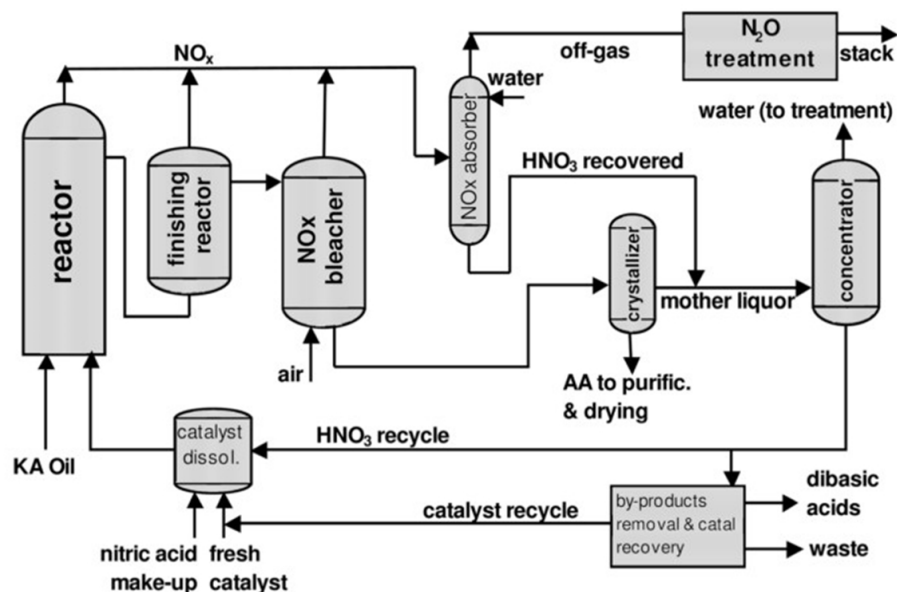 NOₓ
reactor
finishing
reactor
NOx
bleacher
air
KA Oil
NOx absorber
water
off-gas
N₂O
treatment
stack
water (to treatment)
HNO₃ recovered
crystallizer
mother liquor
concentrator
AA to purific.
& drying
HNO₃ recycle
catalyst
dissol.
nitric acid
make-up
fresh
catalyst
catalyst recycle
by-products
removal & catal
recovery
dibasic
acids
waste